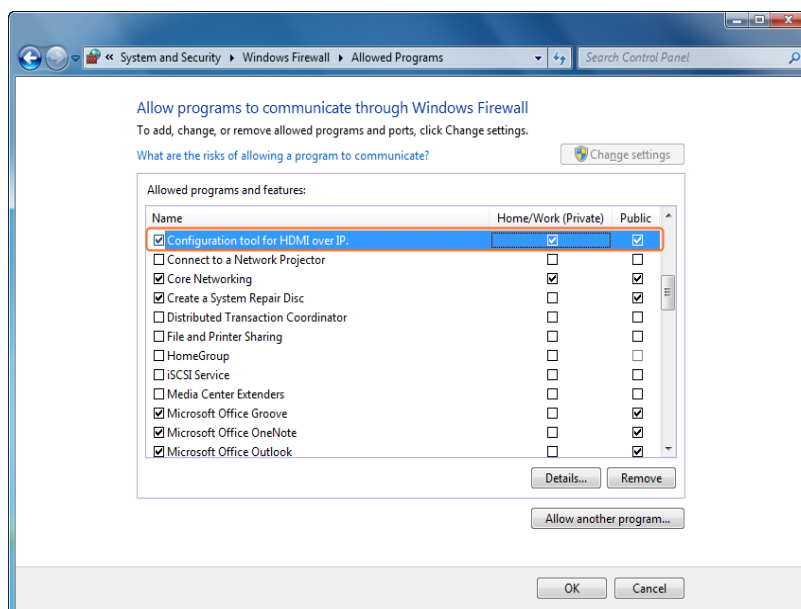 « System and Security ▸ Windows Firewall ▸ Allowed Programs
Search Control Panel
Allow programs to communicate through Windows Firewall
To add, change, or remove allowed programs and ports, click Change settings.
What are the risks of allowing a program to communicate?
Change settings
Allowed programs and features:
Name Home/Work (Private) Public
Configuration tool for HDMI over IP.
Connect to a Network Projector
Core Networking
Create a System Repair Disc
Distributed Transaction Coordinator
File and Printer Sharing
HomeGroup
iSCSI Service
Media Center Extenders
Microsoft Office Groove
Microsoft Office OneNote
Microsoft Office Outlook
Details... Remove
Allow another program...
OK Cancel